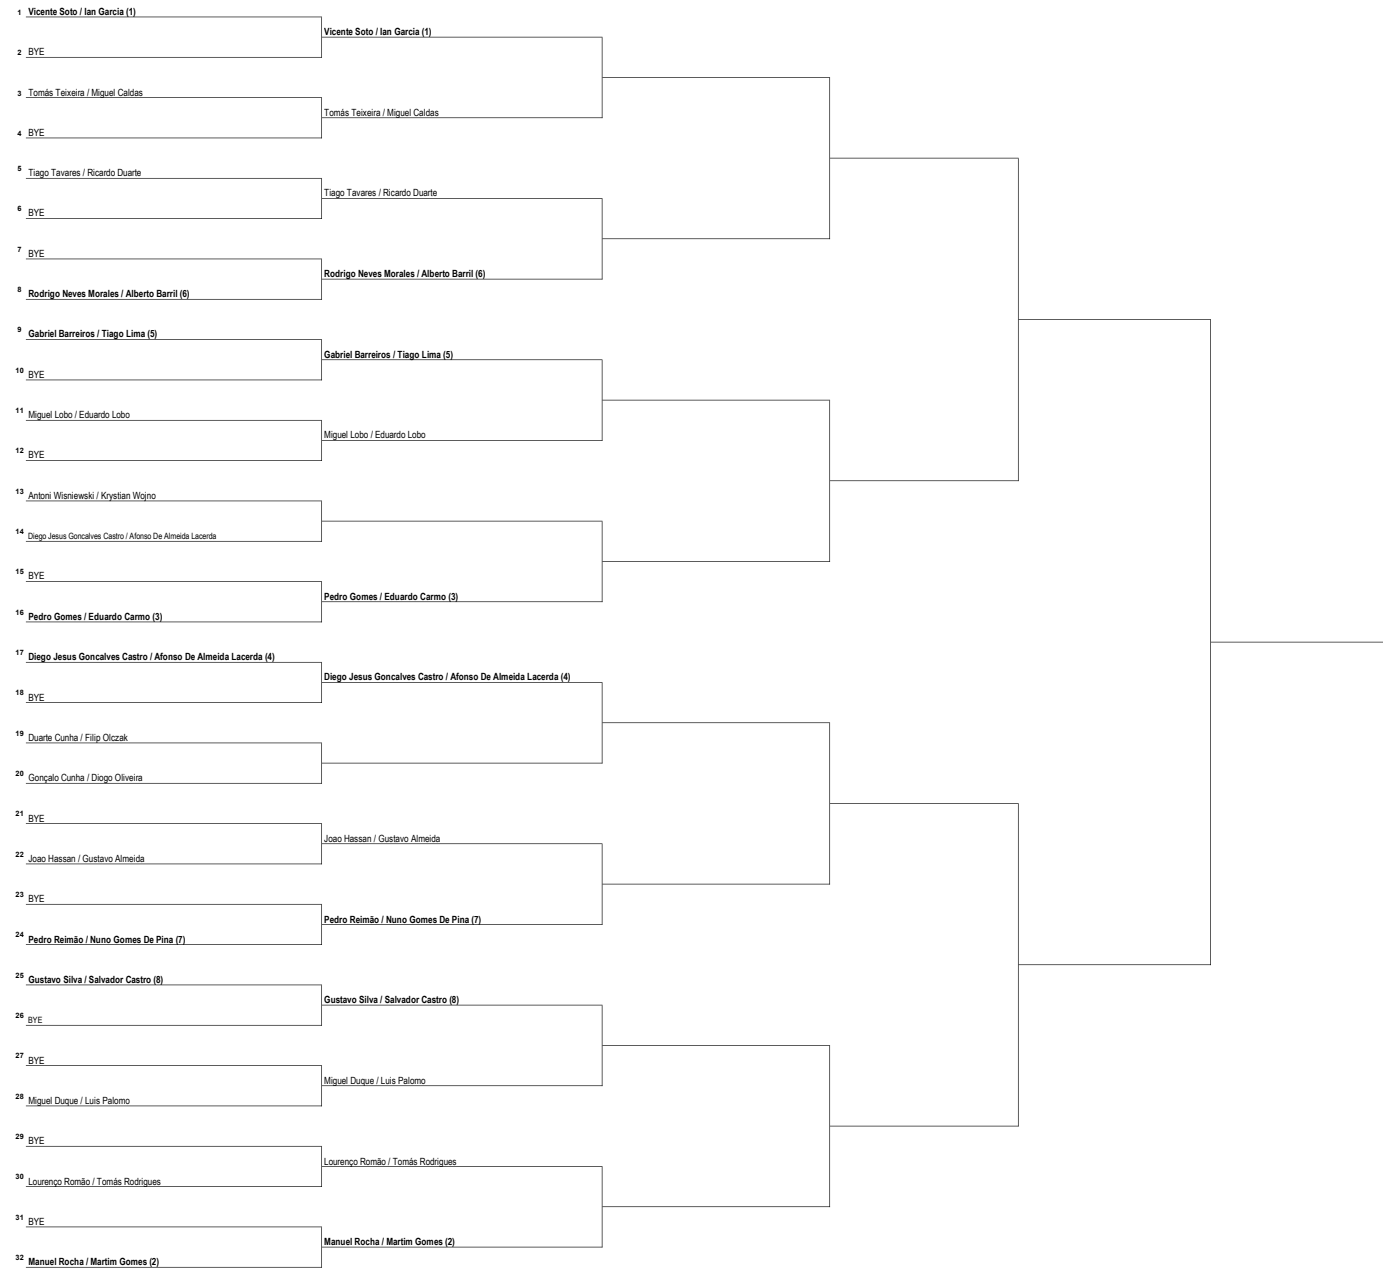 1 Vicente Soto / Ian Garcia (1)
Vicente Soto / Ian Garcia (1)
2 BYE
3 Tomás Teixeira / Miguel Caldas
Tomás Teixeira / Miguel Caldas
4 BYE
5 Tiago Tavares / Ricardo Duarte
Tiago Tavares / Ricardo Duarte
6 BYE
7 BYE
Rodrigo Neves Morales / Alberto Barril (6)
8 Rodrigo Neves Morales / Alberto Barril (6)
9 Gabriel Barreiros / Tiago Lima (5)
Gabriel Barreiros / Tiago Lima (5)
10 BYE
11 Miguel Lobo / Eduardo Lobo
Miguel Lobo / Eduardo Lobo
12 BYE
13 Antoni Wisniewski / Krystian Wojno
14 Diego Jesus Goncalves Castro / Afonso De Almeida Lacerda
15 BYE
Pedro Gomes / Eduardo Carmo (3)
16 Pedro Gomes / Eduardo Carmo (3)
17 Diego Jesus Goncalves Castro / Afonso De Almeida Lacerda (4)
Diego Jesus Goncalves Castro / Afonso De Almeida Lacerda (4)
18 BYE
19 Duarte Cunha / Filip Olczak
20 Gonçalo Cunha / Diogo Oliveira
21 BYE
Joao Hassan / Gustavo Almeida
22 Joao Hassan / Gustavo Almeida
23 BYE
Pedro Reimão / Nuno Gomes De Pina (7)
24 Pedro Reimão / Nuno Gomes De Pina (7)
25 Gustavo Silva / Salvador Castro (8)
Gustavo Silva / Salvador Castro (8)
26 BYE
27 BYE
Miguel Duque / Luis Palomo
28 Miguel Duque / Luis Palomo
29 BYE
Lourenço Romão / Tomás Rodrigues
30 Lourenço Romão / Tomás Rodrigues
31 BYE
Manuel Rocha / Martim Gomes (2)
32 Manuel Rocha / Martim Gomes (2)